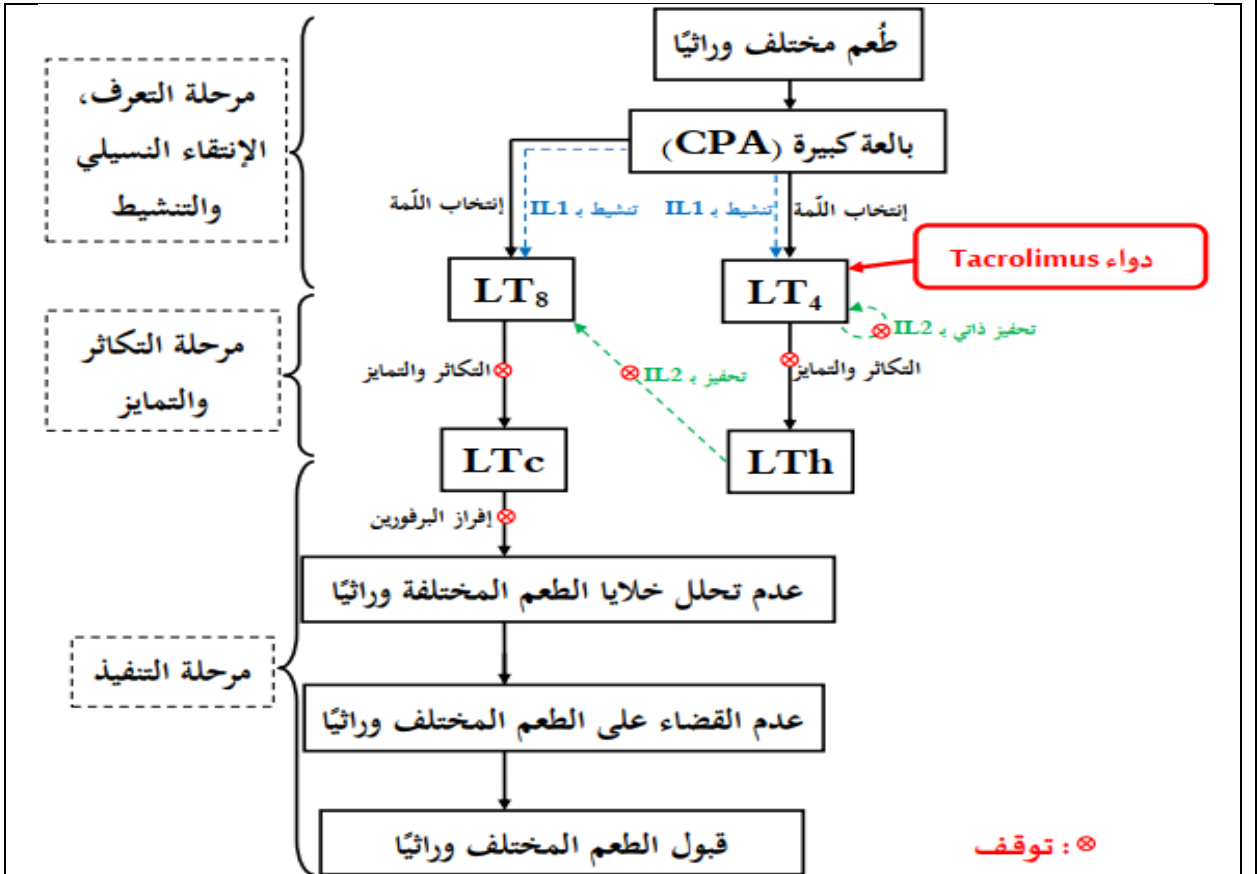 طُعم مختلف وراثيًا
مرحلة التعرف،
الإنتقاء النسيلي
والتنشيط
بالعة كبيرة (CPA)
إنتخاب اللّمة
تنشيط بـ IL1
تنشيط بـ IL1
إنتخاب اللّمة
دواء Tacrolimus
LT₄
LT₈
تحفيز ذاتي بـ IL2
مرحلة التكاثر
والتمايز
التكاثر والتمايز
تحفيز بـ IL2
التكاثر والتمايز
LTh
LTc
إفراز البرفورين
عدم تحلل خلايا الطعم المختلفة وراثيًا
مرحلة التنفيذ
عدم القضاء على الطعم المختلف وراثيًا
قبول الطعم المختلف وراثيًا
⊗ : توقف